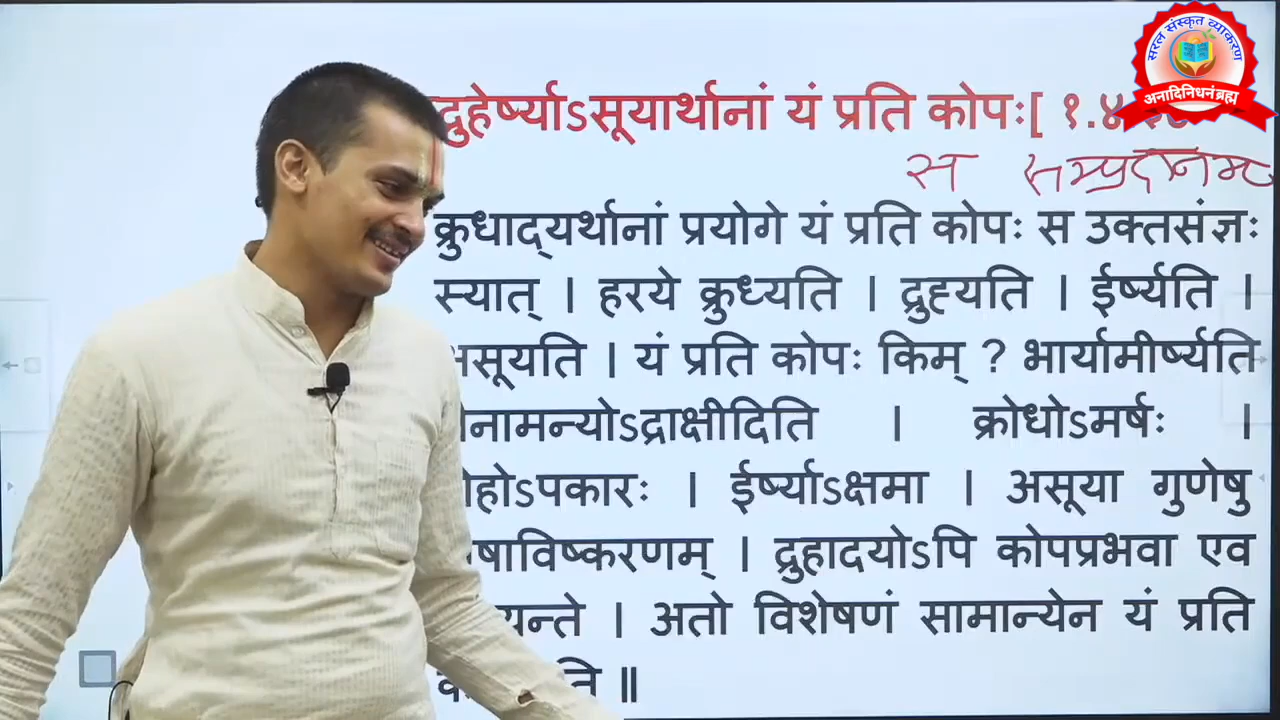 सरल संस्कृत व्याकरण
अनादिनिधनं ब्रह्म
द्रुहेर्ष्याऽसूयार्थानां यं प्रति कोपः[ १.४
स सम्प्रदानम्
क्रुधाद्यर्थानां प्रयोगे यं प्रति कोपः स उक्तसंज्ञः
स्यात् । हरये क्रुध्यति । द्रुह्यति । ईर्ष्यति ।
असूयति । यं प्रति कोपः किम् ? भार्यामीर्ष्यति
नामन्योऽद्राक्षीदिति । क्रोधोऽमर्षः ।
होऽपकारः । ईर्ष्याऽक्षमा । असूया गुणेषु
षाविष्करणम् । द्रुहादयोऽपि कोपप्रभवा एव
यन्ते । अतो विशेषणं सामान्येन यं प्रति
ति ॥